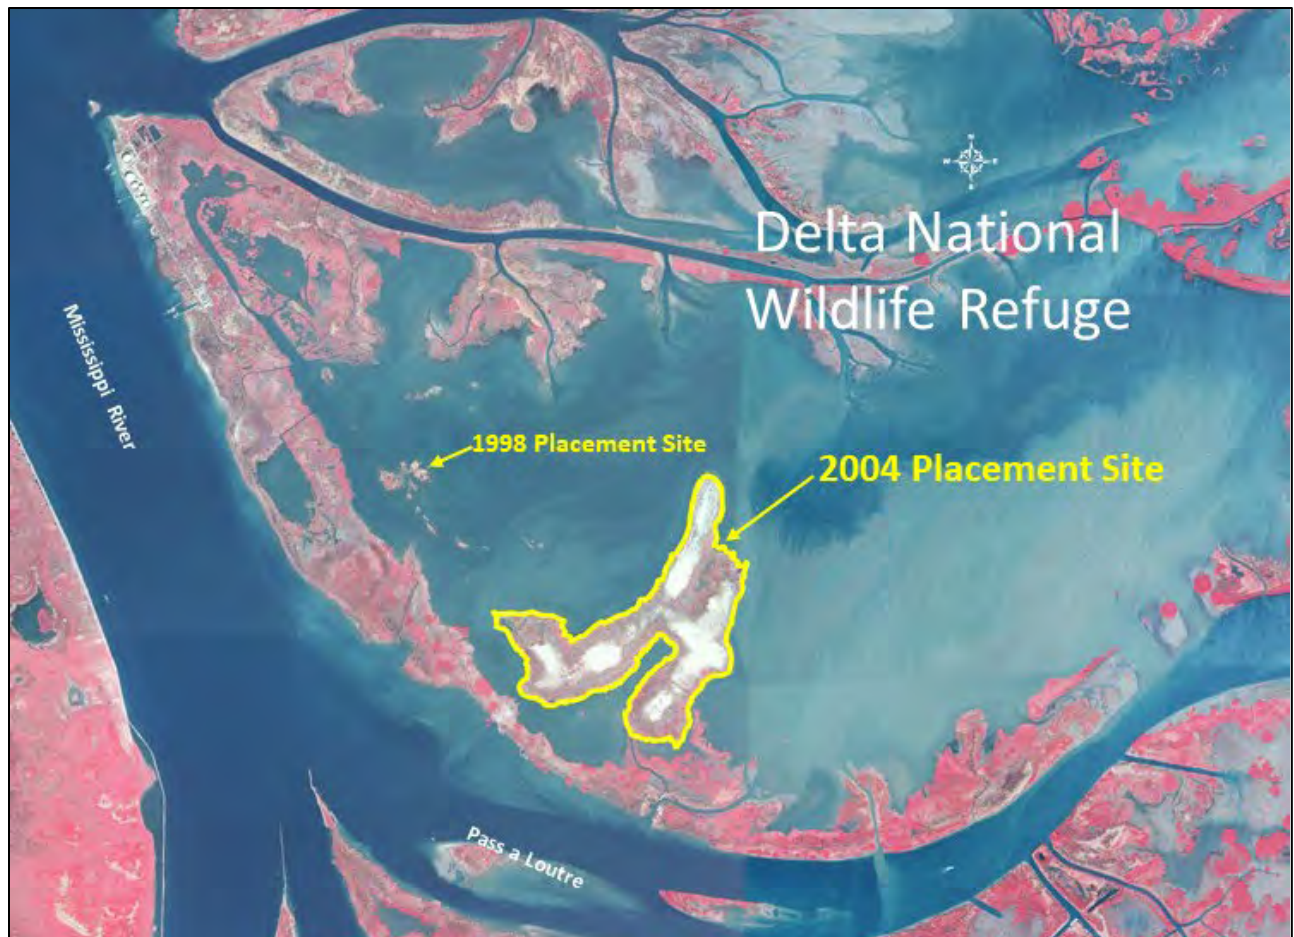 N
W E
S
Delta National
Wildlife Refuge
Mississippi River
1998 Placement Site
2004 Placement Site
Pass a Loutre